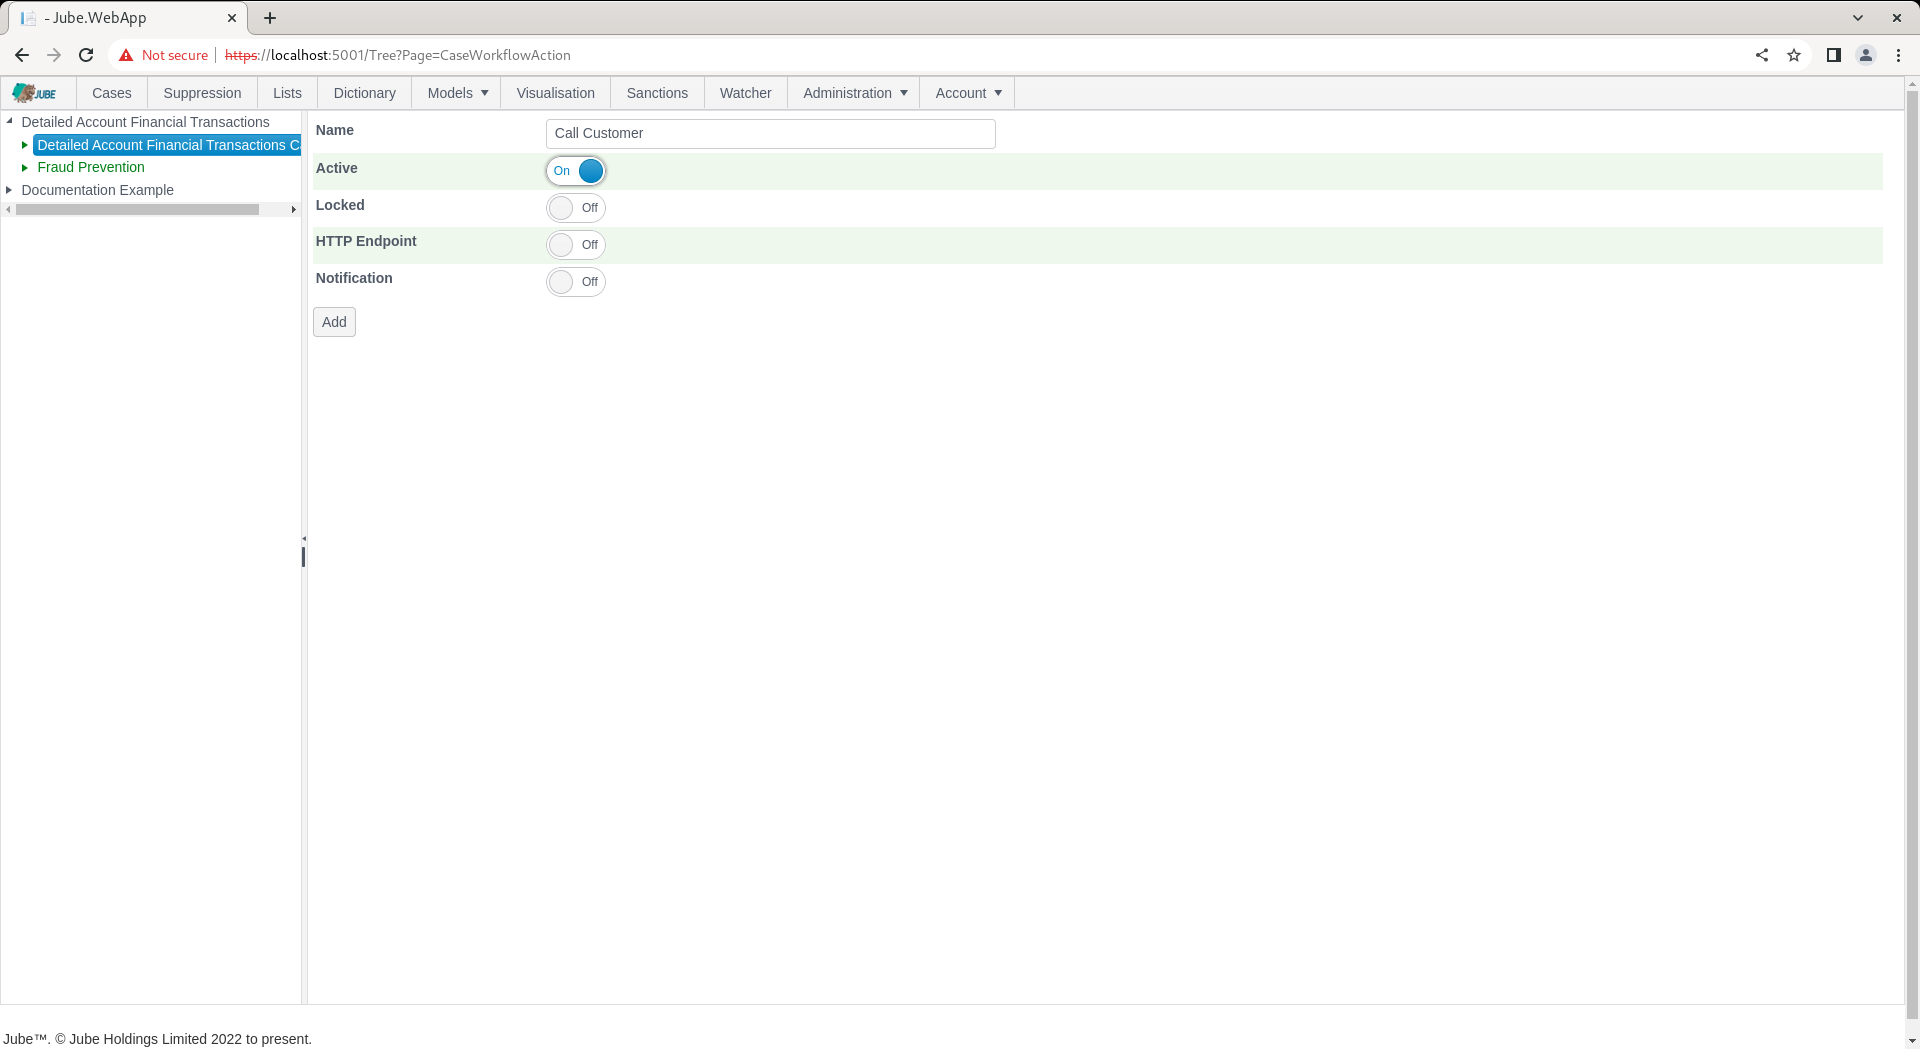 - Jube.WebApp
Not secure
https://localhost:5001/Tree?Page=CaseWorkflowAction
JUBE
Cases
Suppression
Lists
Dictionary
Models
Visualisation
Sanctions
Watcher
Administration
Account
Detailed Account Financial Transactions
Detailed Account Financial Transactions Ca
Fraud Prevention
Documentation Example
Name
Call Customer
Active
On
Locked
Off
HTTP Endpoint
Off
Notification
Off
Add
Jube™. © Jube Holdings Limited 2022 to present.